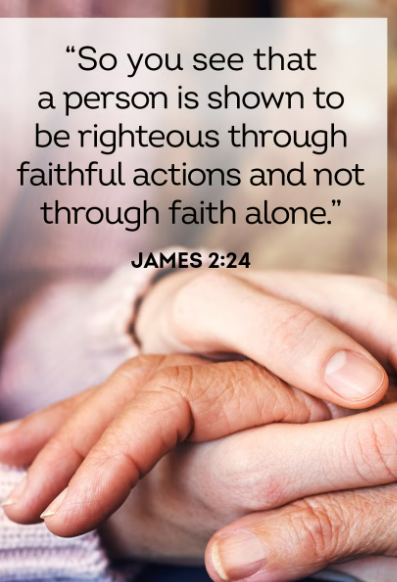 “So you see that
a person is shown to
be righteous through
faithful actions and not
through faith alone.”
JAMES 2:24